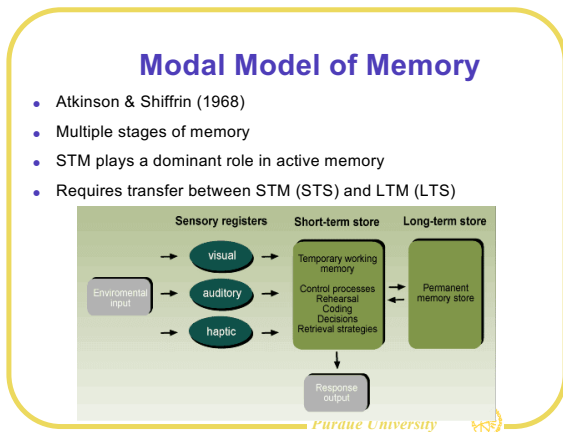 Modal Model of Memory
Atkinson & Shiffrin (1968)
Multiple stages of memory
STM plays a dominant role in active memory
Requires transfer between STM (STS) and LTM (LTS)
Sensory registers
Short-term store
Long-term store
Enviromental
input
visual
auditory
haptic
Temporary working
memory
Control processes
Rehearsal
Coding
Decisions
Retrieval strategies
Permanent
memory store
Response
output
Purdue University